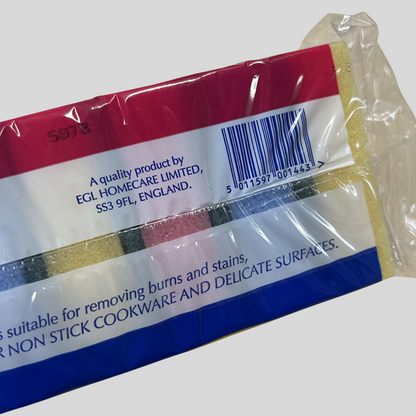 5073
A quality product by
EGL HOMECARE LIMITED,
SS3 9FL, ENGLAND.
5 011597 001443 >
suitable for removing burns and stains,
NON STICK COOKWARE AND DELICATE SURFACES.